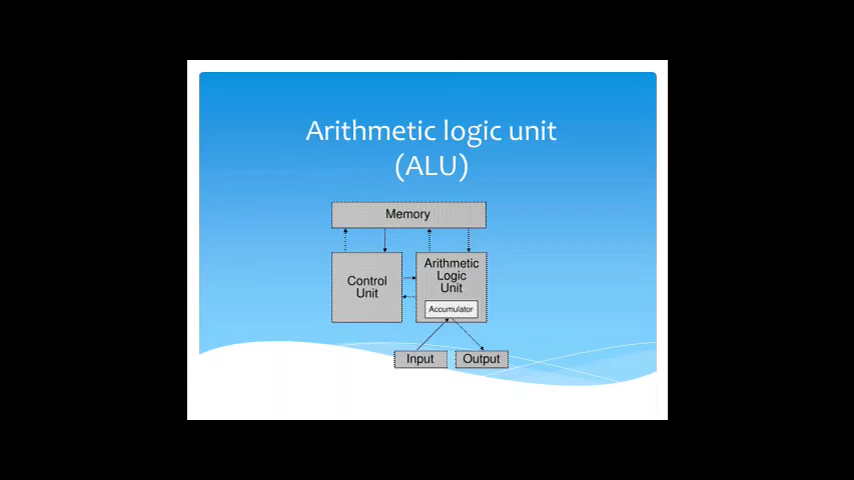 Arithmetic logic unit
(ALU)
Memory
Control
Unit
Arithmetic
Logic
Unit
Accumulator
Input
Output